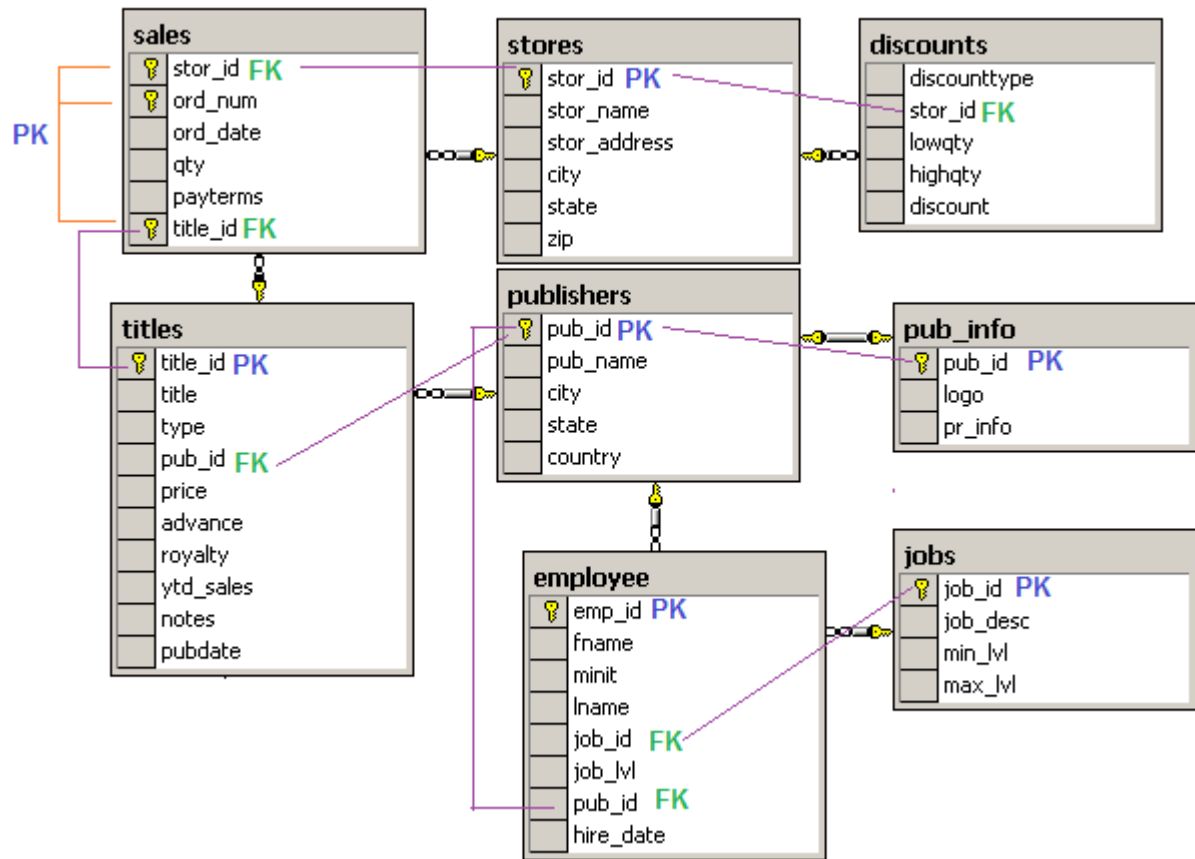 sales
stor_id FK
ord_num
ord_date
qty
payterms
title_id FK
PK
stores
stor_id PK
stor_name
stor_address
city
state
zip
discounts
discounttype
stor_id FK
lowqty
highqty
discount
titles
title_id PK
title
type
pub_id FK
price
advance
royalty
ytd_sales
notes
pubdate
publishers
pub_id PK
pub_name
city
state
country
pub_info
pub_id PK
logo
pr_info
employee
emp_id PK
fname
minit
lname
job_id FK
job_lvl
pub_id FK
hire_date
jobs
job_id PK
job_desc
min_lvl
max_lvl